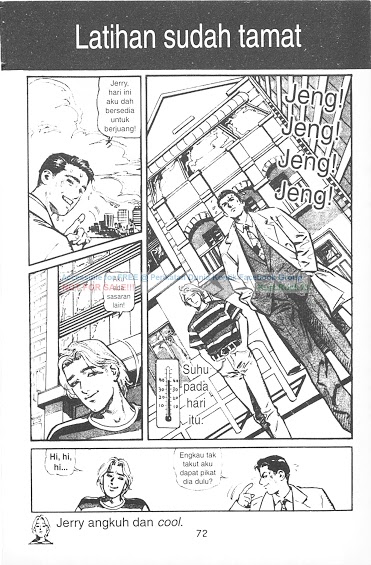 Latihan sudah tamat
Jerry,
hari ini
aku dah
bersedia
untuk
berjuang!
Jeng!
Jeng!
Jeng!
Jeng!
Aku
ada
sasaran
lain!
Suhu
pada
hari
itu.
Hi, hi,
hi...
Engkau tak
takut aku
dapat pikat
dia dulu?
Jerry angkuh dan cool.
72